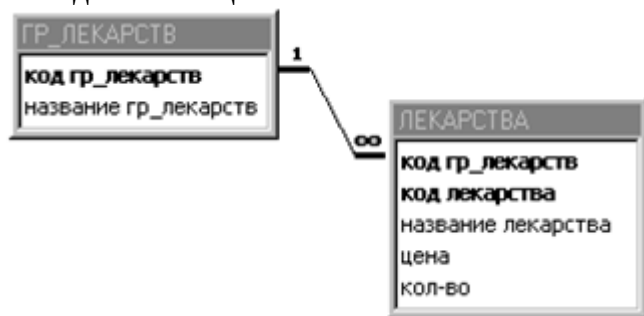 ГР_ЛЕКАРСТВ
код гр_лекарств
название гр_лекарств
1
∞
ЛЕКАРСТВА
код гр_лекарств
код лекарства
название лекарства
цена
кол-во